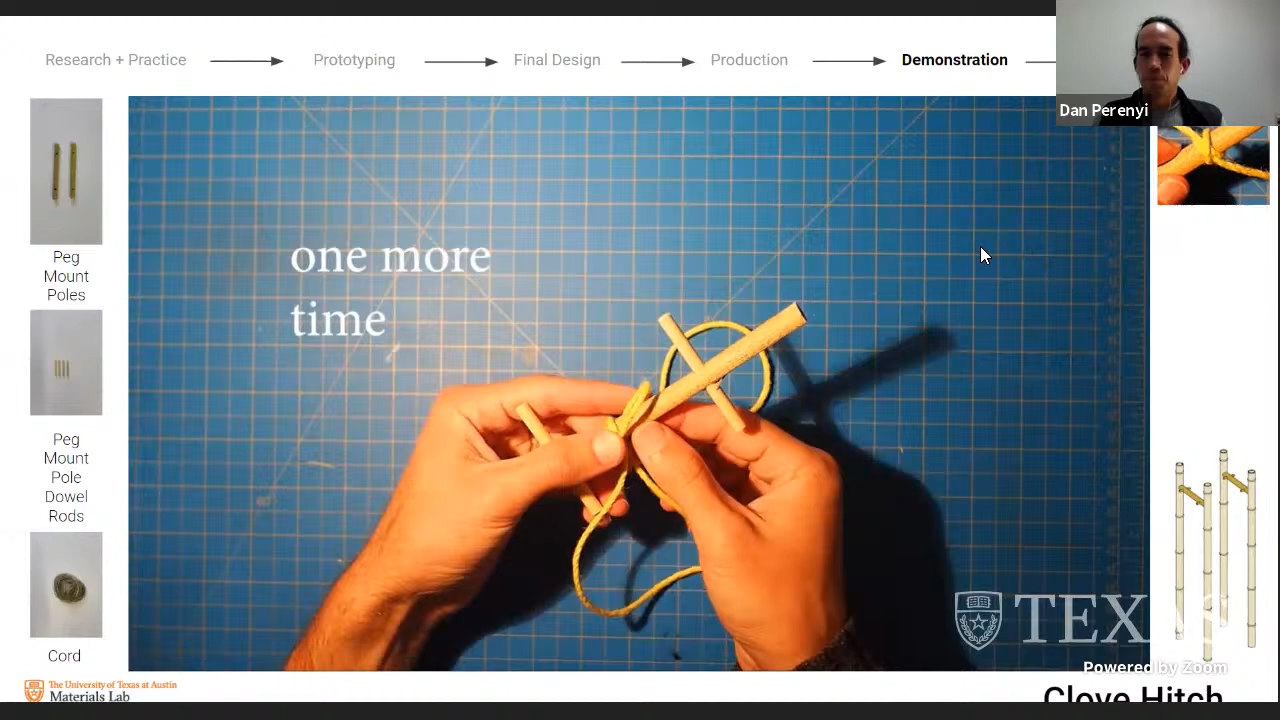 Research + Practice
Prototyping
Final Design
Production
Demonstration
Dan Perenyi
Peg
Mount
Poles
one more
time
Peg
Mount
Pole
Dowel
Rods
Cord
TEXAS
Powered by Zoom
The University of Texas at Austin
Materials Lab
Clove Hitch